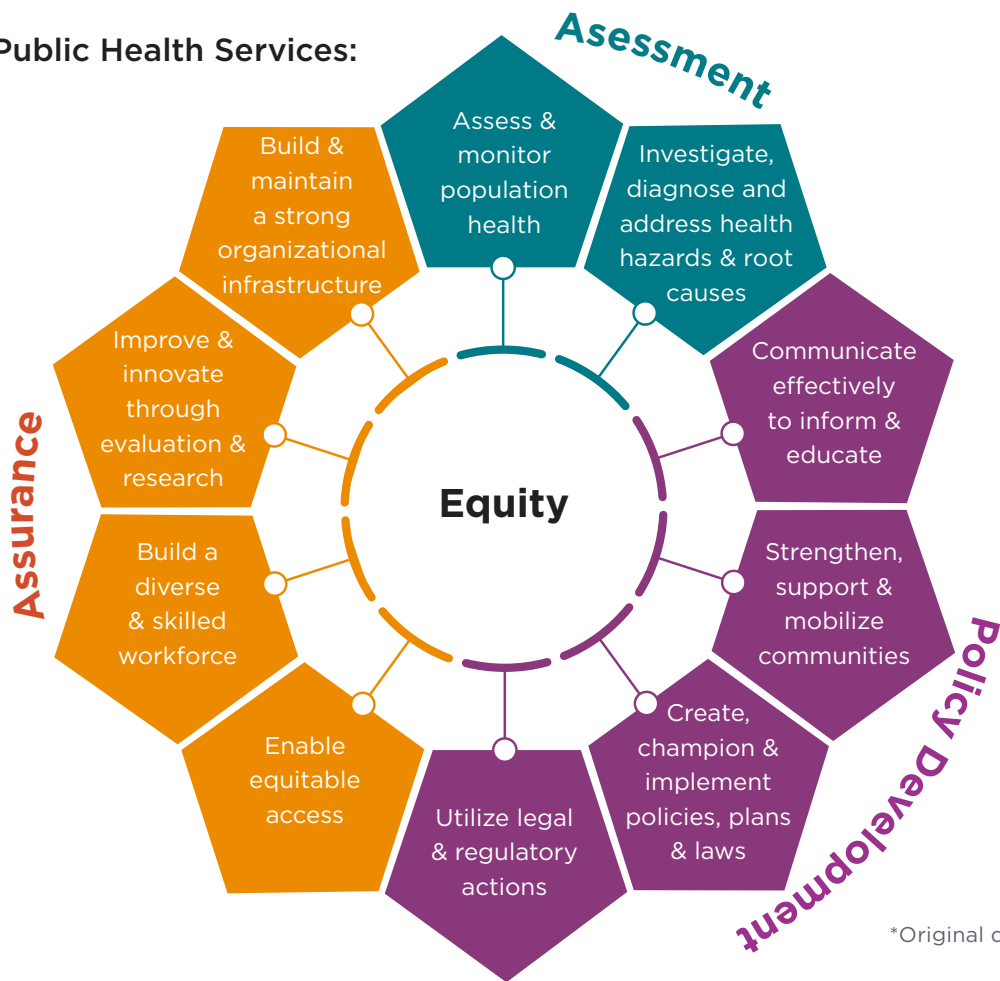 Public Health Services:
Asessment
Assess &
monitor
population
health
Investigate,
diagnose and
address health
hazards & root
causes
Communicate
effectively
to inform &
educate
Strengthen,
support &
mobilize
communities
Policy Development
Create,
champion &
implement
policies, plans
& laws
Utilize legal
& regulatory
actions
Enable
equitable
access
Build a
diverse
& skilled
workforce
Assurance
Improve &
innovate
through
evaluation &
research
Build &
maintain
a strong
organizational
infrastructure
Equity
*Original